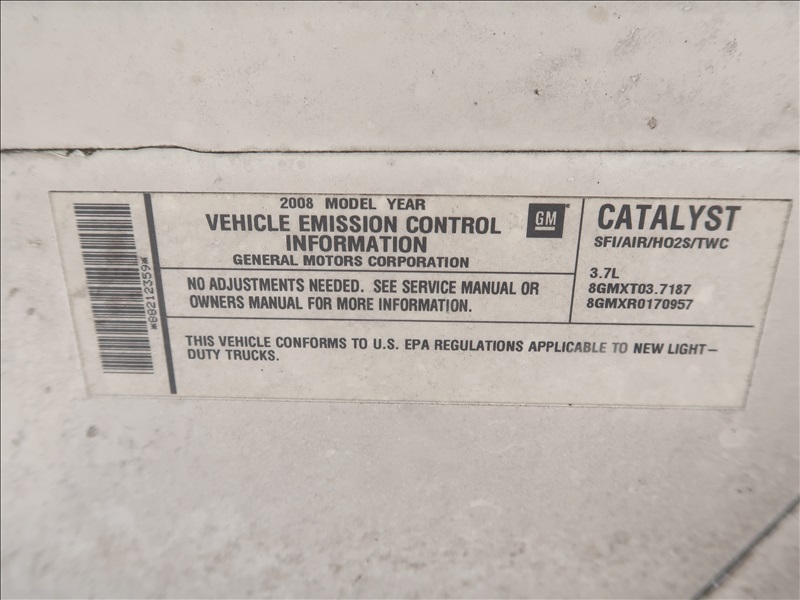 2008 MODEL YEAR
VEHICLE EMISSION CONTROL
INFORMATION
GENERAL MOTORS CORPORATION
GM
CATALYST
SFI/AIR/HO2S/TWC
3.7L
8GMXT03.7187
8GMXR0170957
NO ADJUSTMENTS NEEDED. SEE SERVICE MANUAL OR
OWNERS MANUAL FOR MORE INFORMATION.
THIS VEHICLE CONFORMS TO U.S. EPA REGULATIONS APPLICABLE TO NEW LIGHT–
DUTY TRUCKS.
*88212359*